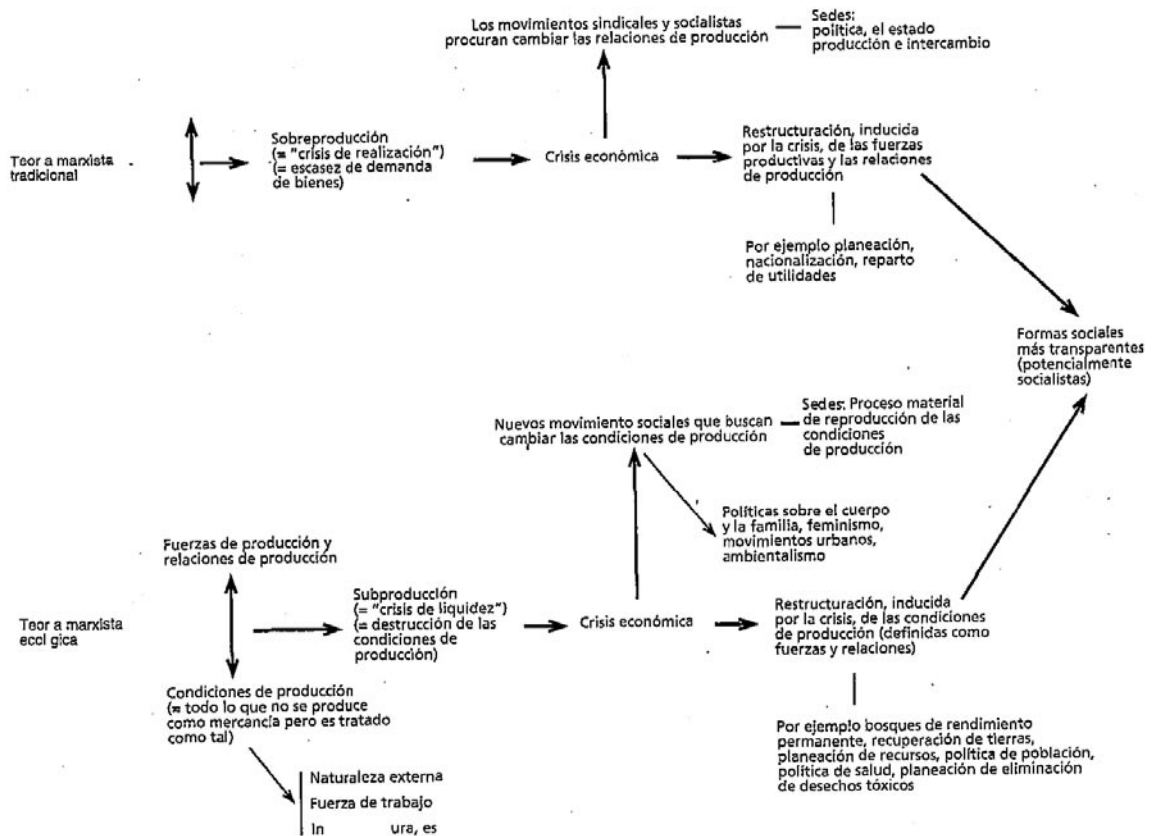 Los movimientos sindicales y socialistas
procuran cambiar las relaciones de producción
Sedes:
política, el estado
producción e intercambio
Teor a marxista
tradicional
Sobreproducción
(= "crisis de realización")
(= escasez de demanda
de bienes)
Crisis económica
Restructuración, inducida
por la crisis, de las fuerzas
productivas y las relaciones
de producción
Por ejemplo planeación,
nacionalización, reparto
de utilidades
Formas sociales
más transparentes
(potencialmente
socialistas)
Nuevos movimiento sociales que buscan
cambiar las condiciones de producción
Sedes: Proceso material
de reproducción de las
condiciones
de producción
Políticas sobre el cuerpo
y la familia, feminismo,
movimientos urbanos,
ambientalismo
Fuerzas de producción y
relaciones de producción
Teor a marxista
ecol gica
Subproducción
(= "crisis de liquidez")
(= destrucción de las
condiciones de
producción)
Crisis económica
Restructuración, inducida
por la crisis, de las condiciones
de producción (definidas como
fuerzas y relaciones)
Condiciones de producción
(= todo lo que no se produce
como mercancía pero es tratado
como tal)
Por ejemplo bosques de rendimiento
permanente, recuperación de tierras,
planeación de recursos, política de población,
política de salud, planeación de eliminación
de desechos tóxicos
Naturaleza externa
Fuerza de trabajo
In ura, es